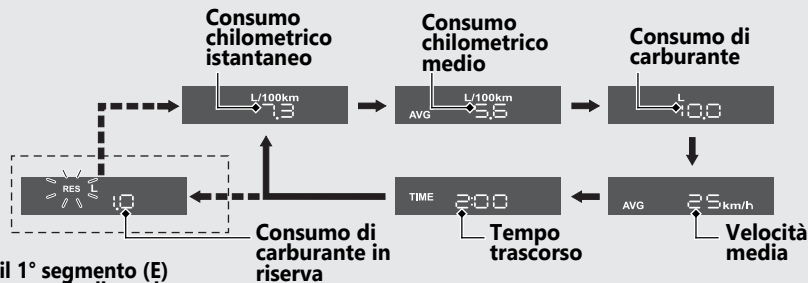 Consumo
chilometrico
istantaneo
Consumo
chilometrico
medio
Consumo di
carburante
L/100km
7.3
L/100km
AVG 5.6
L
10.0
RES L
1.0
TIME 2:00
AVG 25 km/h
Consumo di
carburante in
riserva
Tempo
trascorso
Velocità
media
il 1° segmento (E)